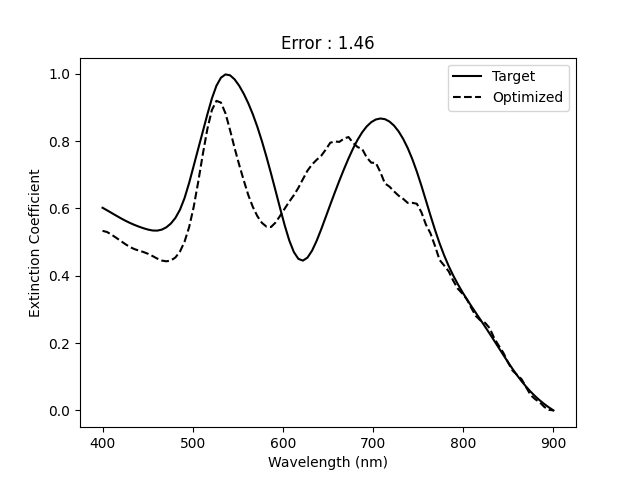 Error : 1.46
Target
Optimized
Extinction Coefficient
1.0
0.8
0.6
0.4
0.2
0.0
400 500 600 700 800 900
Wavelength (nm)